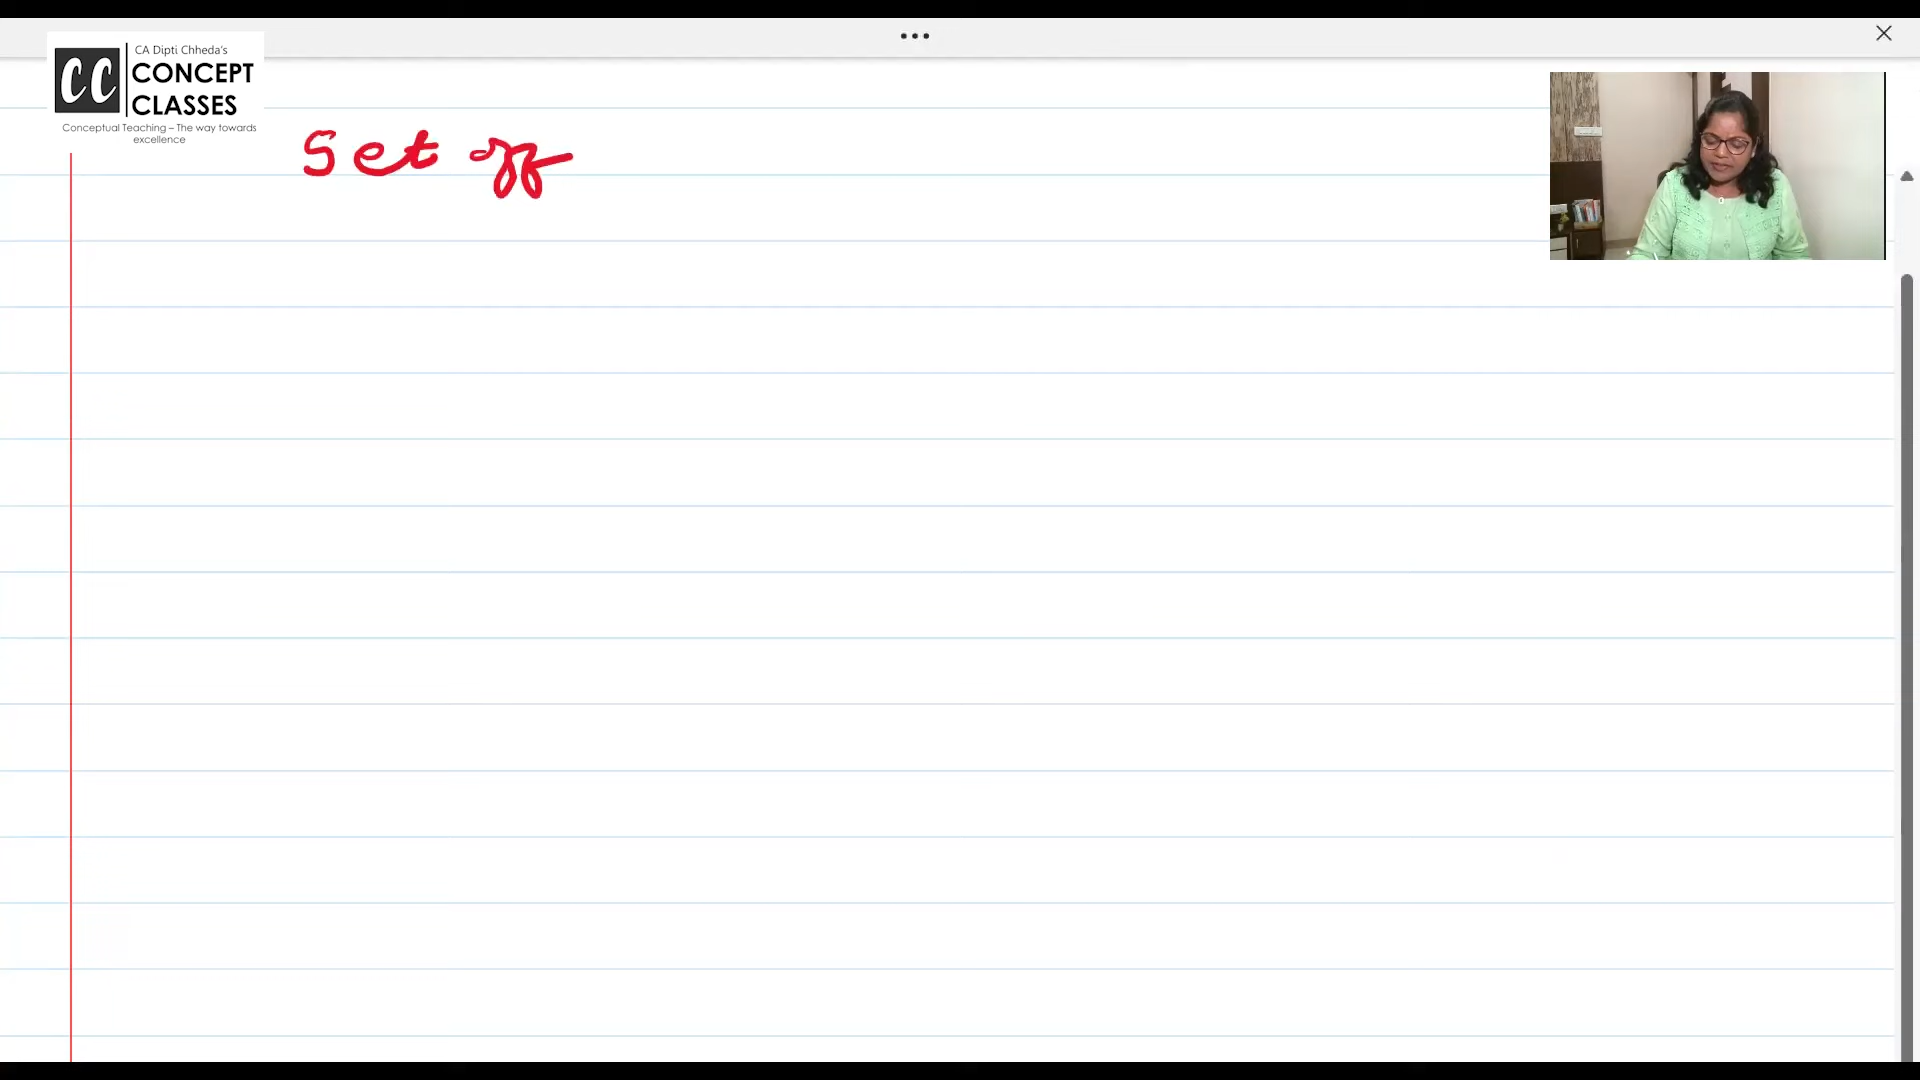 CA Dipti Chheda's
CC CONCEPT
CLASSES
Conceptual Teaching – The way towards
excellence
Set off